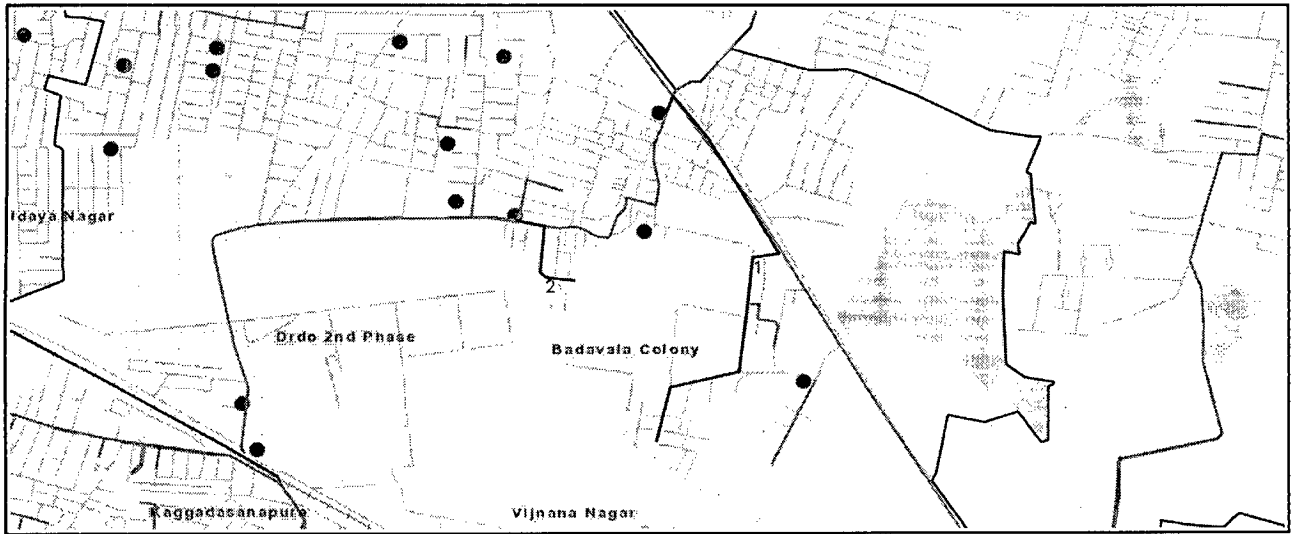 Idaya Nagar
1
2
Drdo 2nd Phase
Badavala Colony
Kaggadasanapura
Vijnana Nagar